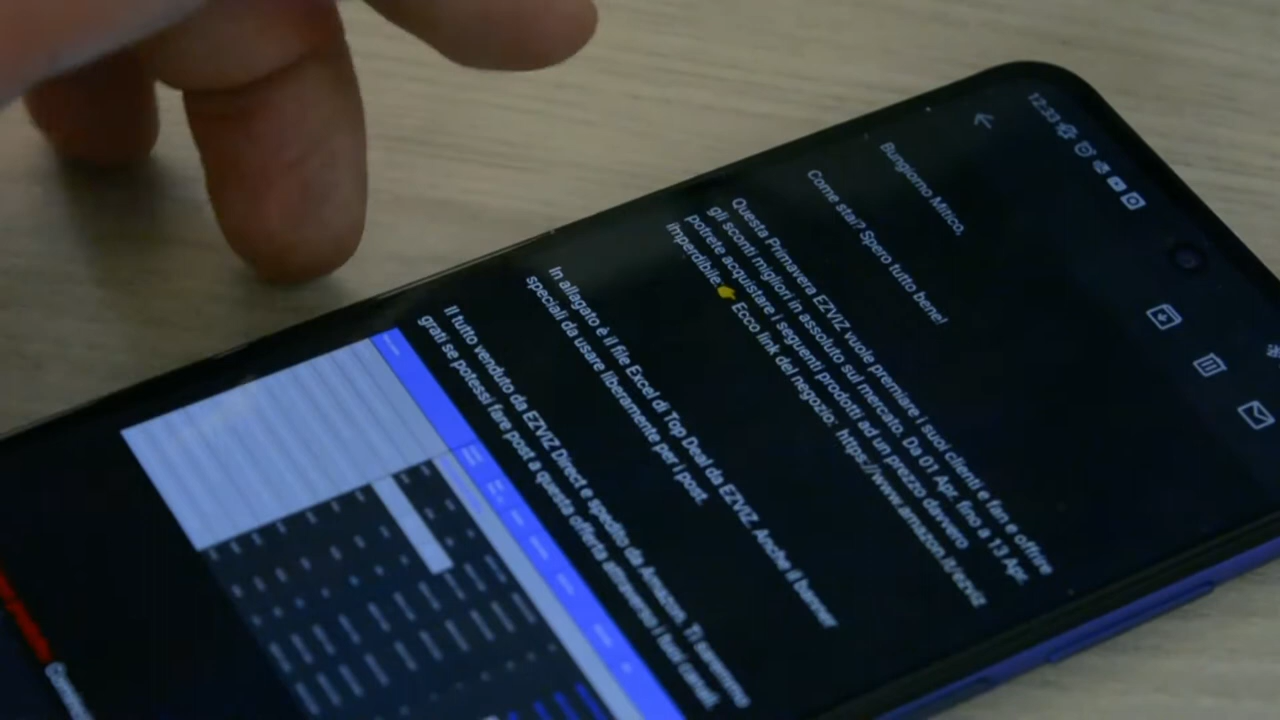 12:33
Bungiorno Mitico,
Come stai? Spero tutto bene!
Questa Primavera EZVIZ vuole premiare i suoi clienti e fan e offrire
gli sconti migliori in assoluto sul mercato. Da 01 Apr. fino a 13 Apr.
potrete acquistare i seguenti prodotti ad un prezzo davvero
imperdibile.👉 Ecco link del negozio: https://www.amazon.it/ezviz
In allagato è il file Excel di Top Deal da EZVIZ. Anche il banner
speciali da usare liberamente per i post.
Il tutto venduto da EZVIZ Direct e spedito da Amazon. Ti saremmo
grati se potessi fare post a questa offerta attraverso i tuoi canali.